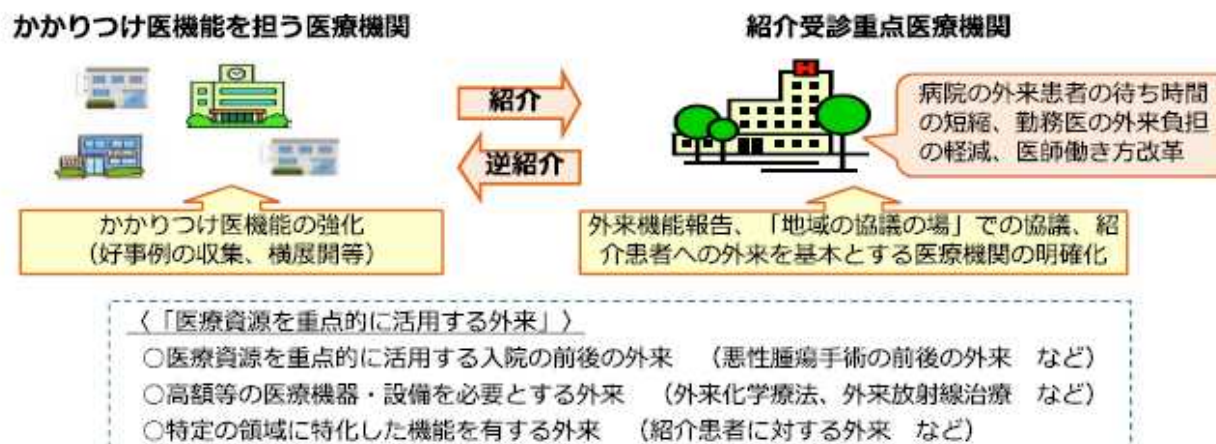 かかりつけ医機能を担う医療機関
紹介受診重点医療機関
紹介
逆紹介
病院の外来患者の待ち時間
の短縮、勤務医の外来負担
の軽減、医師働き方改革
かかりつけ医機能の強化
(好事例の収集、横展開等)
外来機能報告、「地域の協議の場」での協議、紹
介患者への外来を基本とする医療機関の明確化
〈「医療資源を重点的に活用する外来」〉
○医療資源を重点的に活用する入院の前後の外来 (悪性腫瘍手術の前後の外来 など)
○高額等の医療機器・設備を必要とする外来 (外来化学療法、外来放射線治療 など)
○特定の領域に特化した機能を有する外来 (紹介患者に対する外来 など)